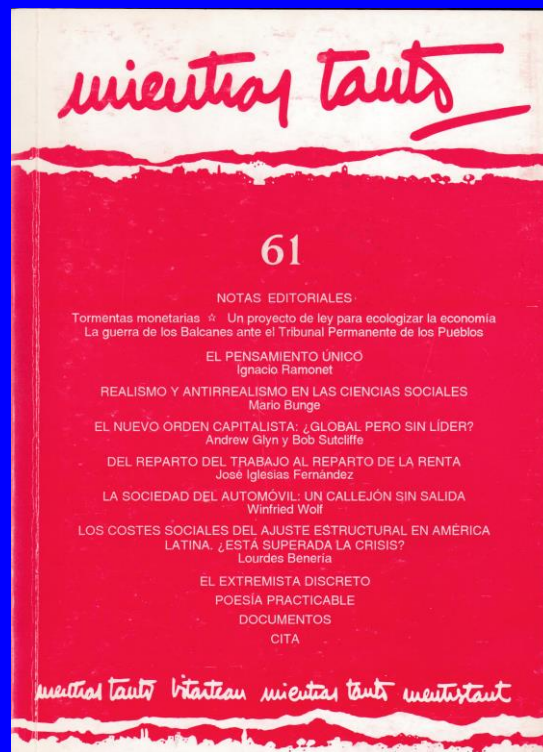 mientras tanto
61
NOTAS EDITORIALES
Tormentas monetarias ☆ Un proyecto de ley para ecologizar la economía
La guerra de los Balcanes ante el Tribunal Permanente de los Pueblos
EL PENSAMIENTO ÚNICO
Ignacio Ramonet
REALISMO Y ANTIRREALISMO EN LAS CIENCIAS SOCIALES
Mario Bunge
EL NUEVO ORDEN CAPITALISTA: ¿GLOBAL PERO SIN LÍDER?
Andrew Glyn y Bob Sutcliffe
DEL REPARTO DEL TRABAJO AL REPARTO DE LA RENTA
José Iglesias Fernández
LA SOCIEDAD DEL AUTOMÓVIL: UN CALLEJÓN SIN SALIDA
Winfried Wolf
LOS COSTES SOCIALES DEL AJUSTE ESTRUCTURAL EN AMÉRICA
LATINA. ¿ESTÁ SUPERADA LA CRISIS?
Lourdes Benería
EL EXTREMISTA DISCRETO
POESÍA PRACTICABLE
DOCUMENTOS
CITA
mientras tanto bitartean mientras tanto mentrestant